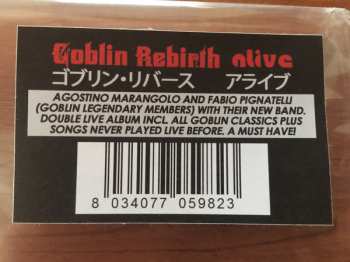 Goblin Rebirth alive
ゴブリン・リバース アライブ
AGOSTINO MARANGOLO AND FABIO PIGNATELLI
(GOBLIN LEGENDARY MEMBERS) WITH THEIR NEW BAND.
DOUBLE LIVE ALBUM INCL. ALL GOBLIN CLASSICS PLUS
SONGS NEVER PLAYED LIVE BEFORE. A MUST HAVE!
8 034077 059823